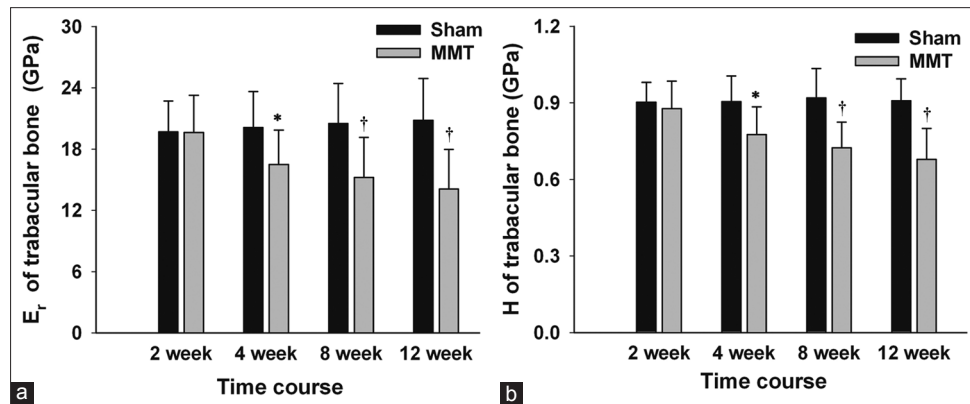 30
24
18
12
6
0
E_r of trabacular bone (GPa)
Sham
MMT
*
†
†
2 week 4 week 8 week 12 week
Time course
a
1.2
0.9
0.6
0.3
0.0
H of trabacular bone (GPa)
Sham
MMT
*
†
†
2 week 4 week 8 week 12 week
Time course
b